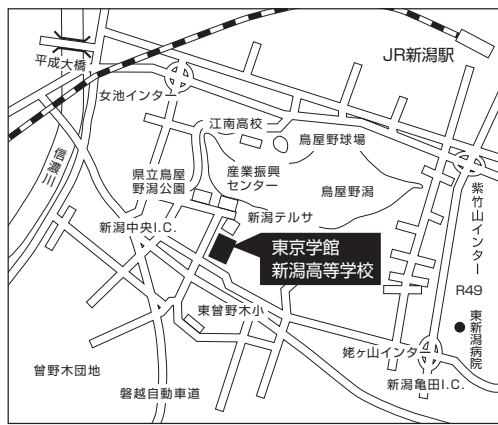 JR新潟駅
平成大橋
女池インター
江南高校
鳥屋野球場
信濃川
県立鳥屋
野潟公園
産業振興
センター
鳥屋野潟
紫竹山インター
新潟テルサ
新潟中央I.C.
東京学館
新潟高等学校
R49
東曽野木小
東新潟病院
姥ヶ山インター
曽野木団地
新潟亀田I.C.
磐越自動車道